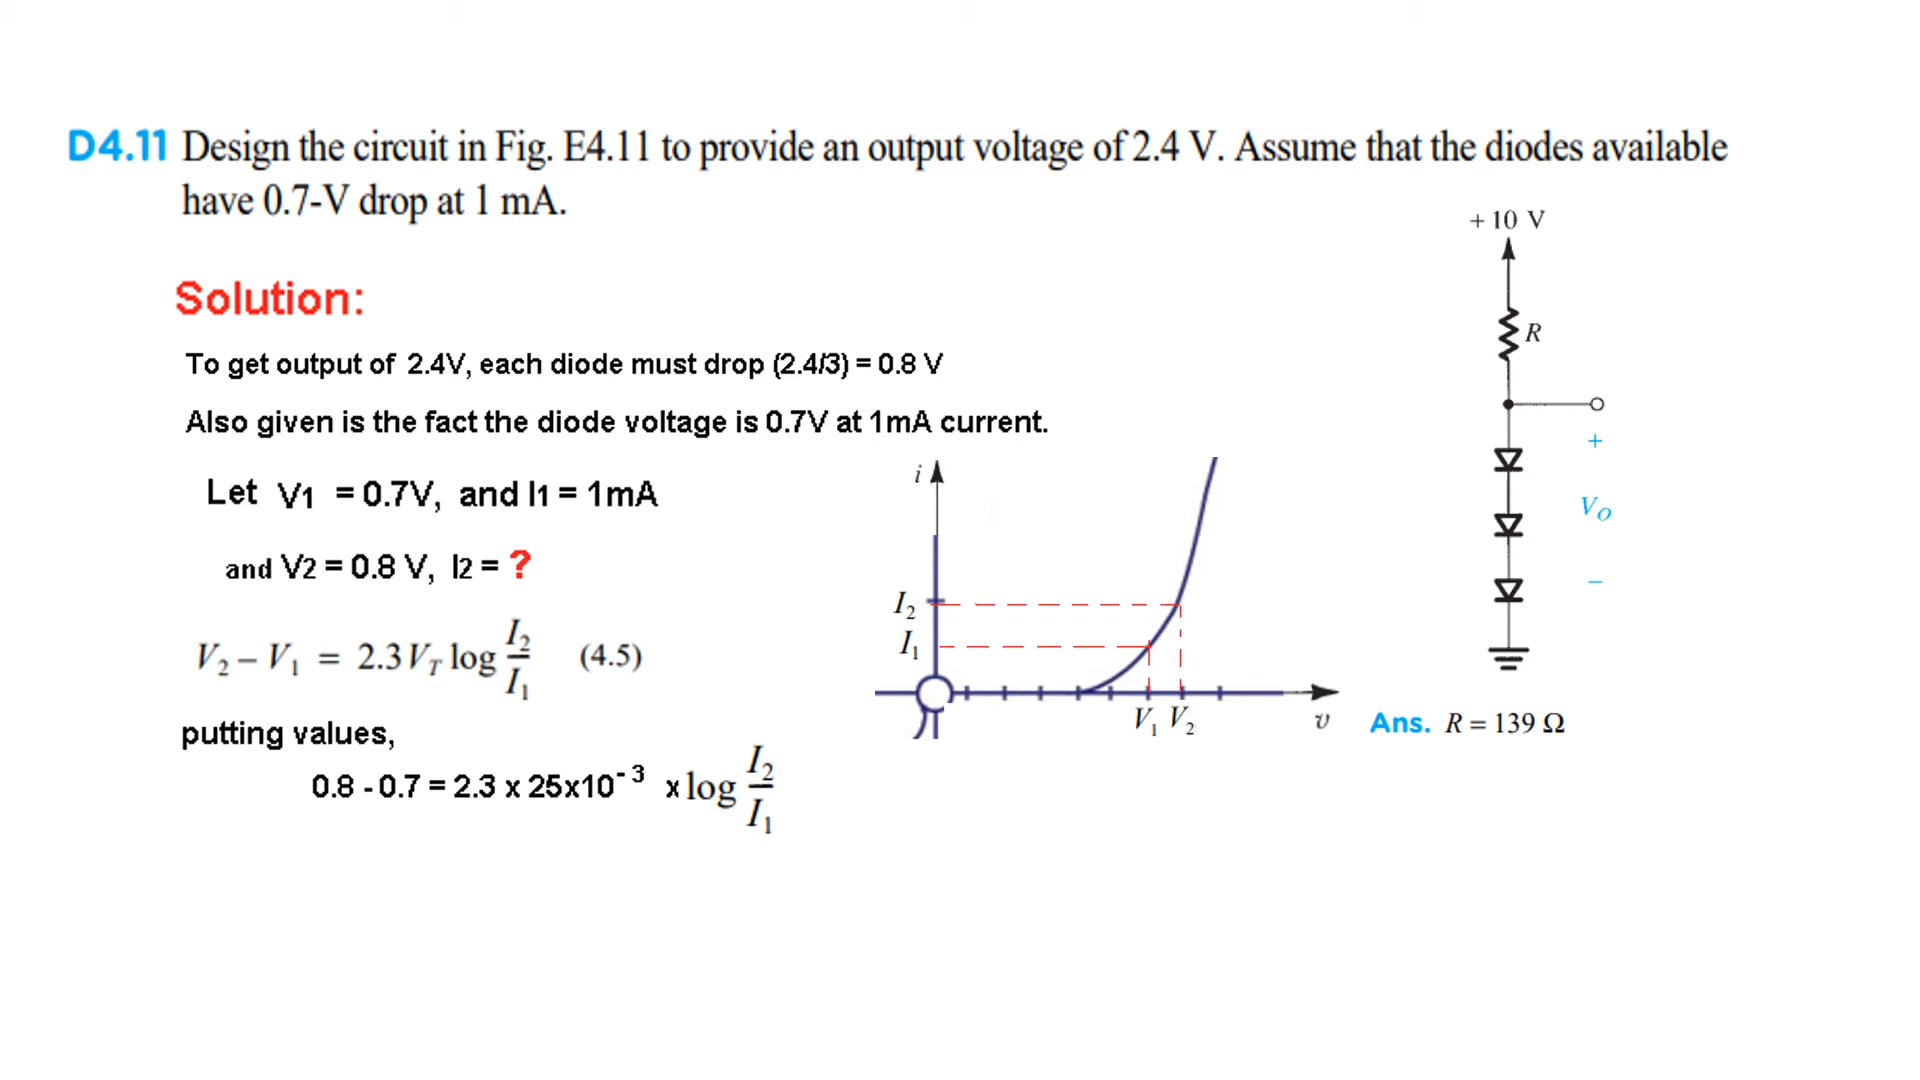 D4.11 Design the circuit in Fig. E4.11 to provide an output voltage of 2.4 V. Assume that the diodes available
have 0.7-V drop at 1 mA.
Solution:
To get output of 2.4V, each diode must drop (2.4/3) = 0.8 V
Also given is the fact the diode voltage is 0.7V at 1mA current.
Let V1 = 0.7V, and I1 = 1mA
and V2 = 0.8 V, I2 = ?
V₂ – V₁ = 2.3 V_T log I₂/I₁ (4.5)
putting values,
0.8 - 0.7 = 2.3 x 25x10⁻³ x log I₂/I₁
i
I₂
I₁
V₁ V₂
υ
+ 10 V
R
+
V_O
−
Ans. R = 139 Ω